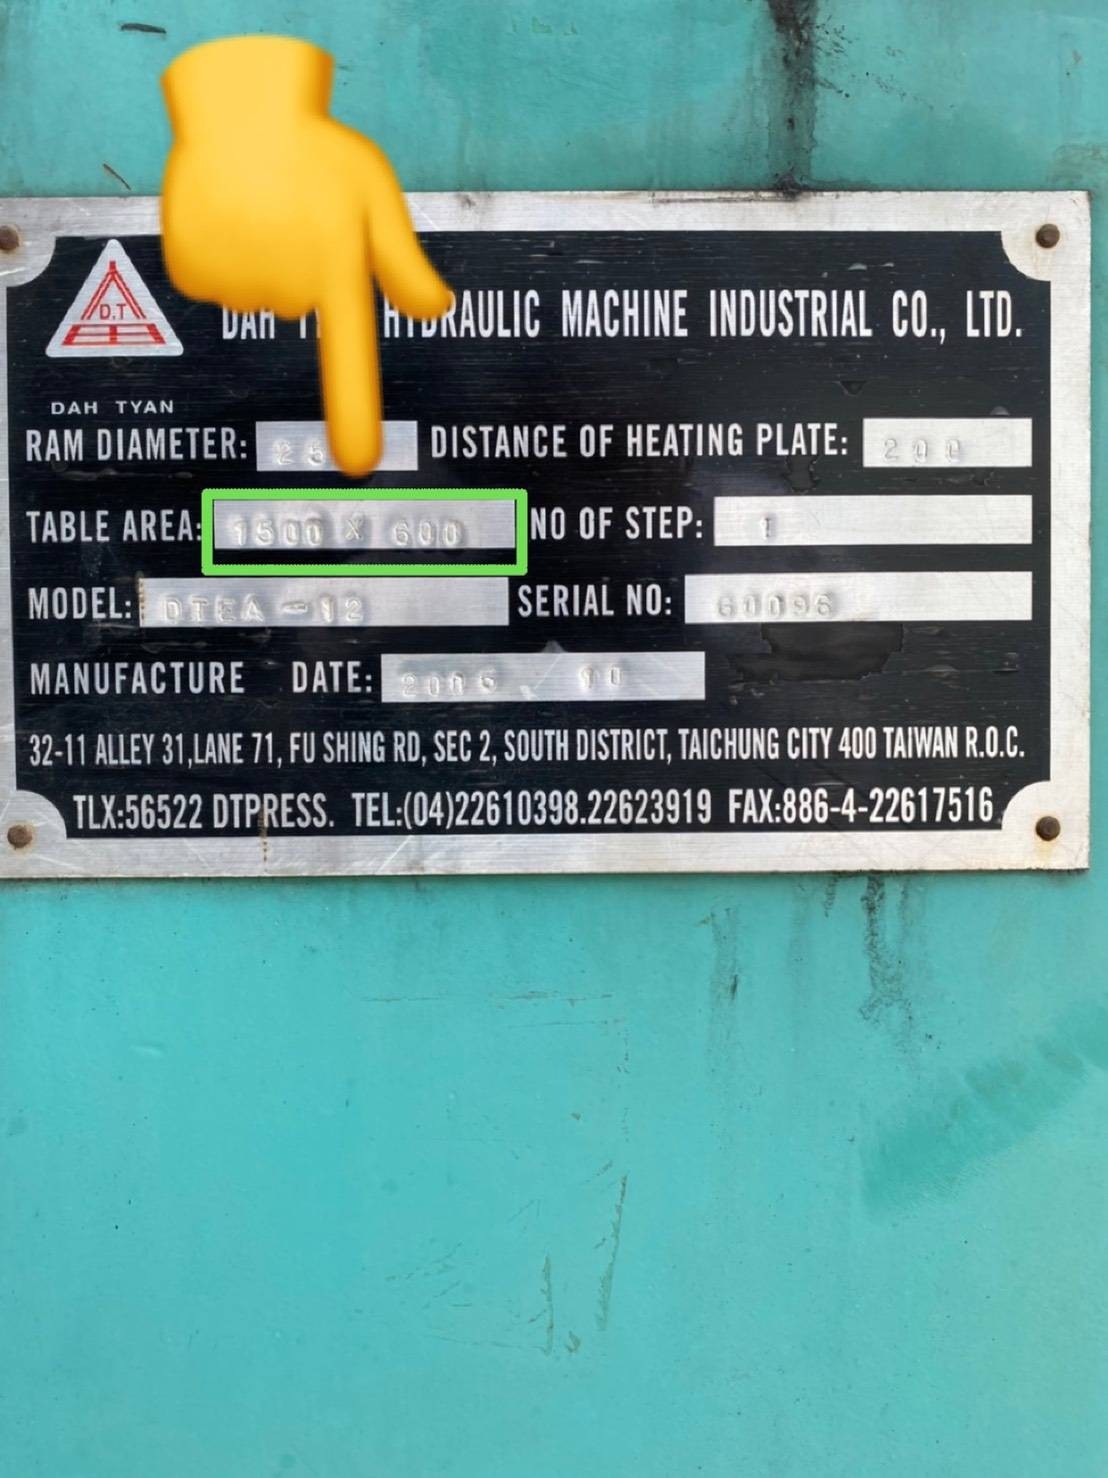 D.T
DAH HYDRAULIC MACHINE INDUSTRIAL CO., LTD.
DAH TYAN
RAM DIAMETER: DISTANCE OF HEATING PLATE: 200
TABLE AREA: 1500 X 600 NO OF STEP: 1
MODEL: DTEA-12 SERIAL NO: 60096
MANUFACTURE DATE: 2006. 10
32-11 ALLEY 31,LANE 71, FU SHING RD, SEC 2, SOUTH DISTRICT, TAICHUNG CITY 400 TAIWAN R.O.C.
TLX:56522 DTPRESS. TEL:(04)22610398.22623919 FAX:886-4-22617516